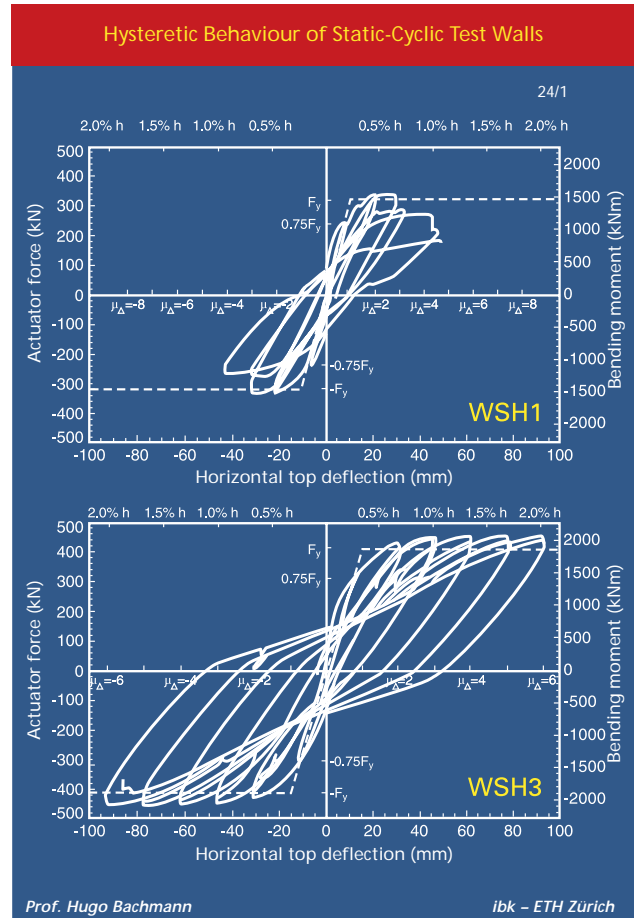 Hysteretic Behaviour of Static-Cyclic Test Walls
24/1
2.0% h 1.5% h 1.0% h 0.5% h 0.5% h 1.0% h 1.5% h 2.0% h
500
400
300
200
100
0
-100
-200
-300
-400
-500
Actuator force (kN)
Fy
0.75Fy
μΔ=-8 μΔ=-6 μΔ=-4 μΔ=-2 μΔ=2 μΔ=4 μΔ=6 μΔ=8
-0.75Fy
-Fy
2000
1500
1000
500
0
-500
-1000
-1500
-2000
Bending moment (kNm)
WSH1
-100 -80 -60 -40 -20 0 20 40 60 80 100
Horizontal top deflection (mm)
2.0% h 1.5% h 1.0% h 0.5% h 0.5% h 1.0% h 1.5% h 2.0% h
500
400
300
200
100
0
-100
-200
-300
-400
-500
Actuator force (kN)
Fy
0.75Fy
μΔ=-6 μΔ=-4 μΔ=-2 μΔ=2 μΔ=4 μΔ=6
-0.75Fy
-Fy
2000
1500
1000
500
0
-500
-1000
-1500
-2000
Bending moment (kNm)
WSH3
-100 -80 -60 -40 -20 0 20 40 60 80 100
Horizontal top deflection (mm)
Prof. Hugo Bachmann ibk – ETH Zürich